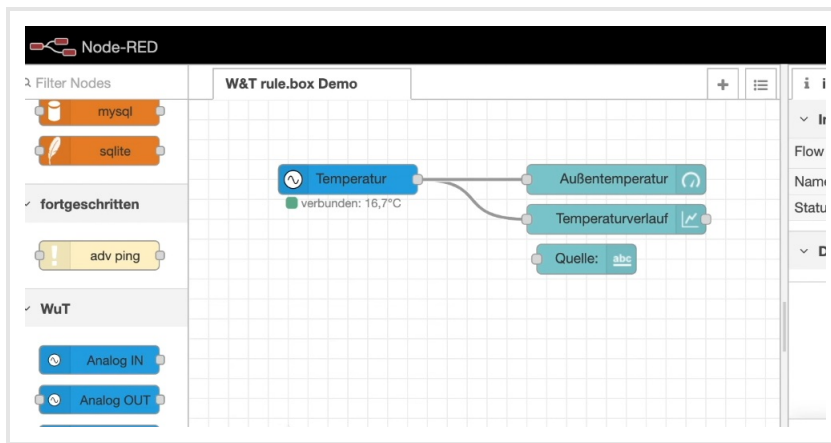 Node-RED
Filter Nodes
W&T rule.box Demo
mysql
sqlite
fortgeschritten
adv ping
WuT
Analog IN
Analog OUT
Temperatur
verbunden: 16,7°C
Außentemperatur
Temperaturverlauf
Quelle:
abc
Flow
Name